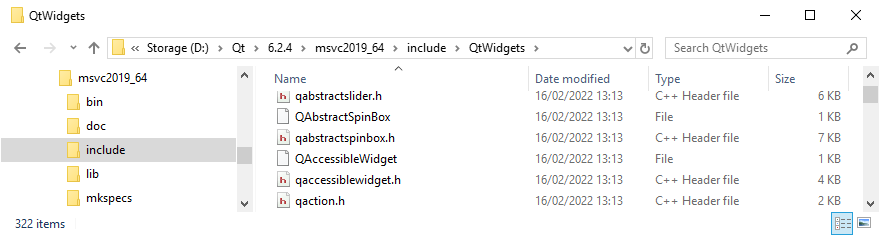 QtWidgets
Storage (D:) Qt 6.2.4 msvc2019_64 include QtWidgets Search QtWidgets
msvc2019_64
bin
doc
include
lib
mkspecs
Name Date modified Type Size
qabstractslider.h 16/02/2022 13:13 C++ Header file 6 KB
QAbstractSpinBox 16/02/2022 13:13 File 1 KB
qabstractspinbox.h 16/02/2022 13:13 C++ Header file 7 KB
QAccessibleWidget 16/02/2022 13:13 File 1 KB
qaccessiblewidget.h 16/02/2022 13:13 C++ Header file 4 KB
qaction.h 16/02/2022 13:13 C++ Header file 2 KB
322 items